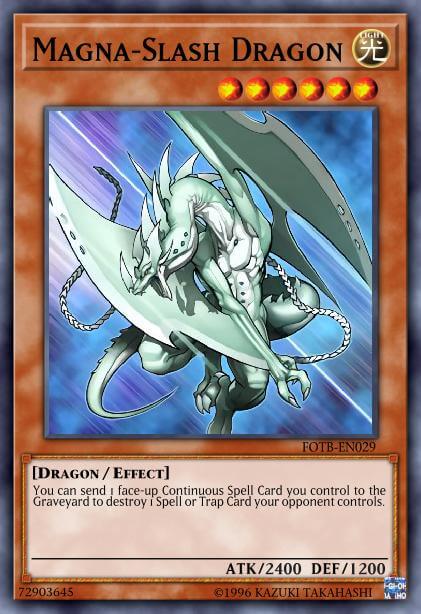 Magna-Slash Dragon
LIGHT
光
FOTB-EN029
[Dragon / Effect]
You can send 1 face-up Continuous Spell Card you control to the
Graveyard to destroy 1 Spell or Trap Card your opponent controls.
ATK/2400 DEF/1200
72903645
©1996 KAZUKI TAKAHASHI